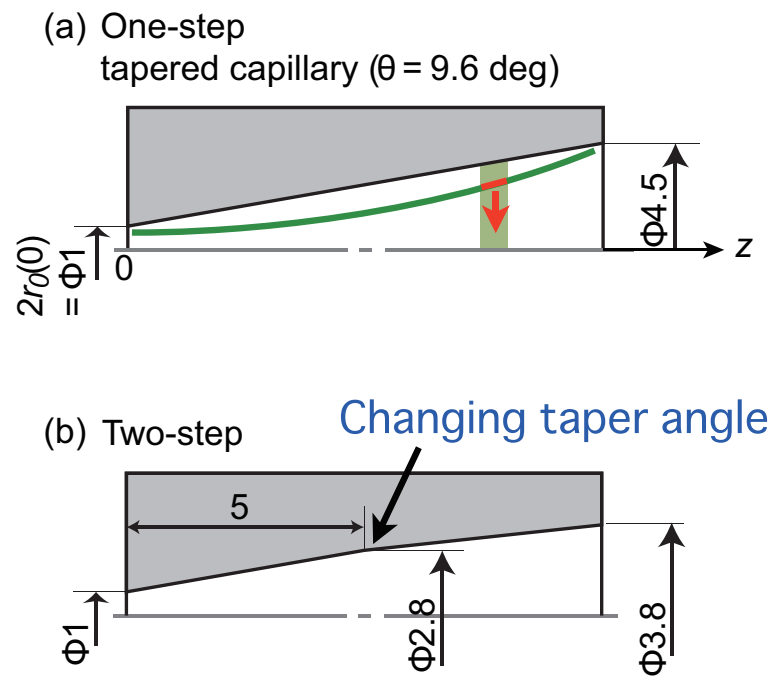 (a) One-step
tapered capillary (θ = 9.6 deg)
2r₀(0)
= Φ1
0
Φ4.5
z
(b) Two-step
Changing taper angle
5
Φ1
Φ2.8
Φ3.8